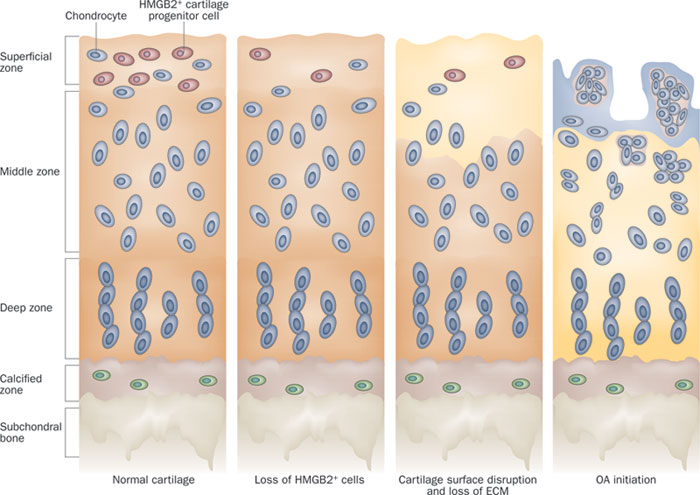 HMGB2⁺ cartilage
progenitor cell
Chondrocyte
Superficial
zone
Middle zone
Deep zone
Calcified
zone
Subchondral
bone
Normal cartilage
Loss of HMGB2⁺ cells
Cartilage surface disruption
and loss of ECM
OA initiation